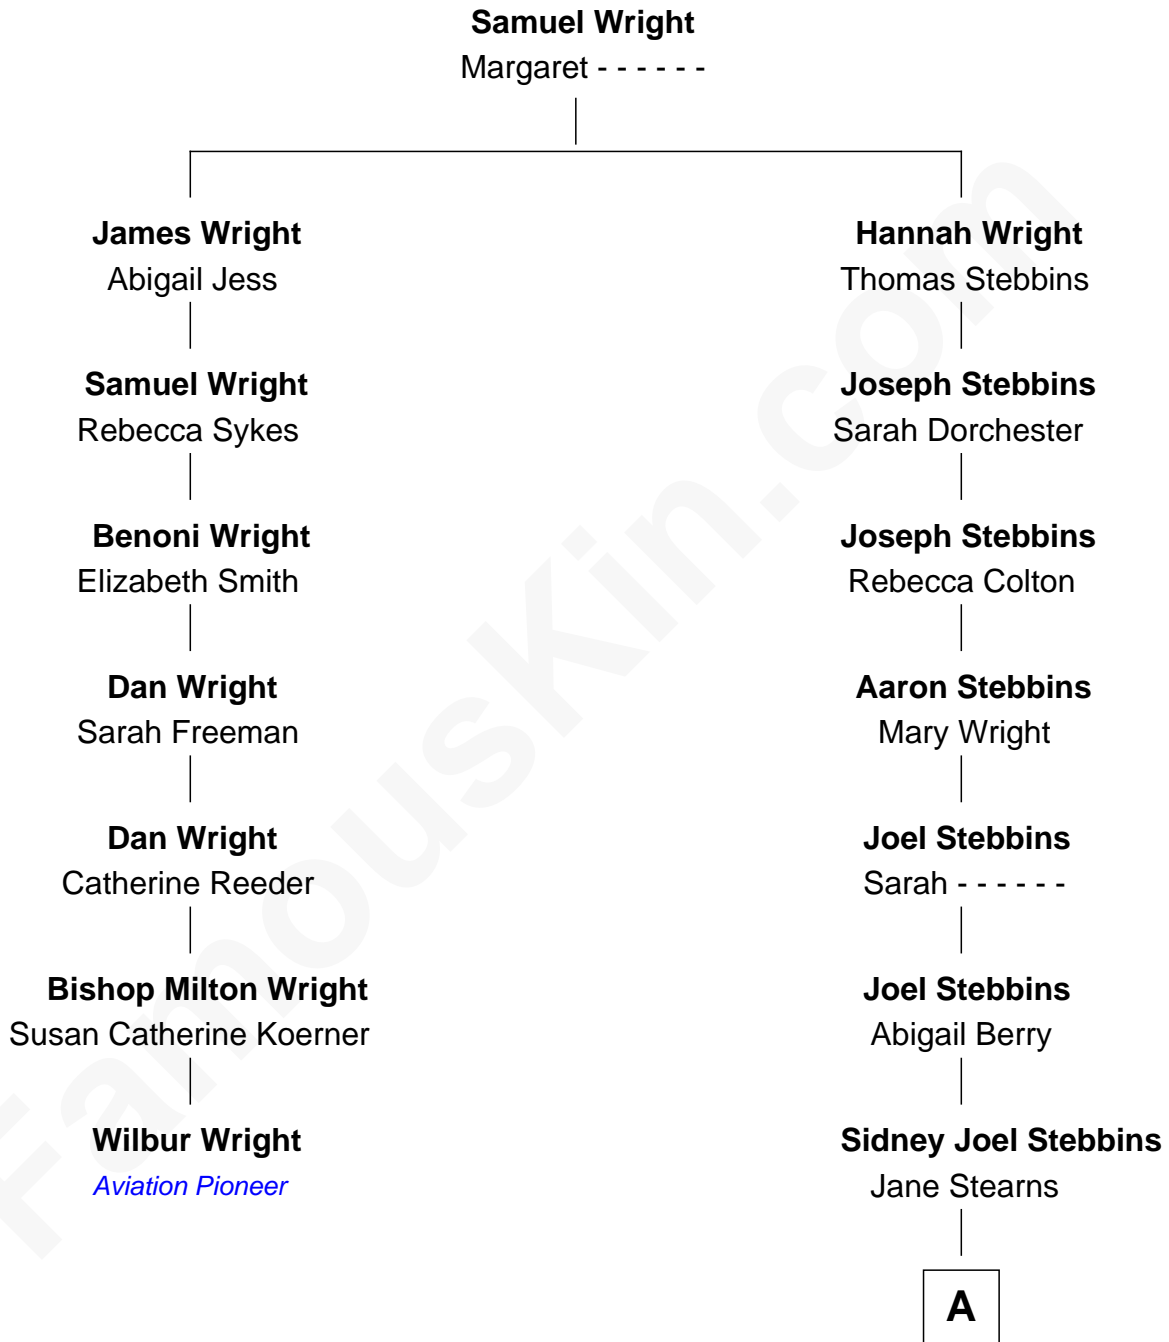 Samuel Wright
Margaret - - - - - -
James Wright
Abigail Jess
Hannah Wright
Thomas Stebbins
Samuel Wright
Rebecca Sykes
Joseph Stebbins
Sarah Dorchester
Benoni Wright
Elizabeth Smith
Joseph Stebbins
Rebecca Colton
Dan Wright
Sarah Freeman
Aaron Stebbins
Mary Wright
Dan Wright
Catherine Reeder
Joel Stebbins
Sarah - - - - - -
Bishop Milton Wright
Susan Catherine Koerner
Joel Stebbins
Abigail Berry
Wilbur Wright
Aviation Pioneer
Sidney Joel Stebbins
Jane Stearns
A
FamousKin.com